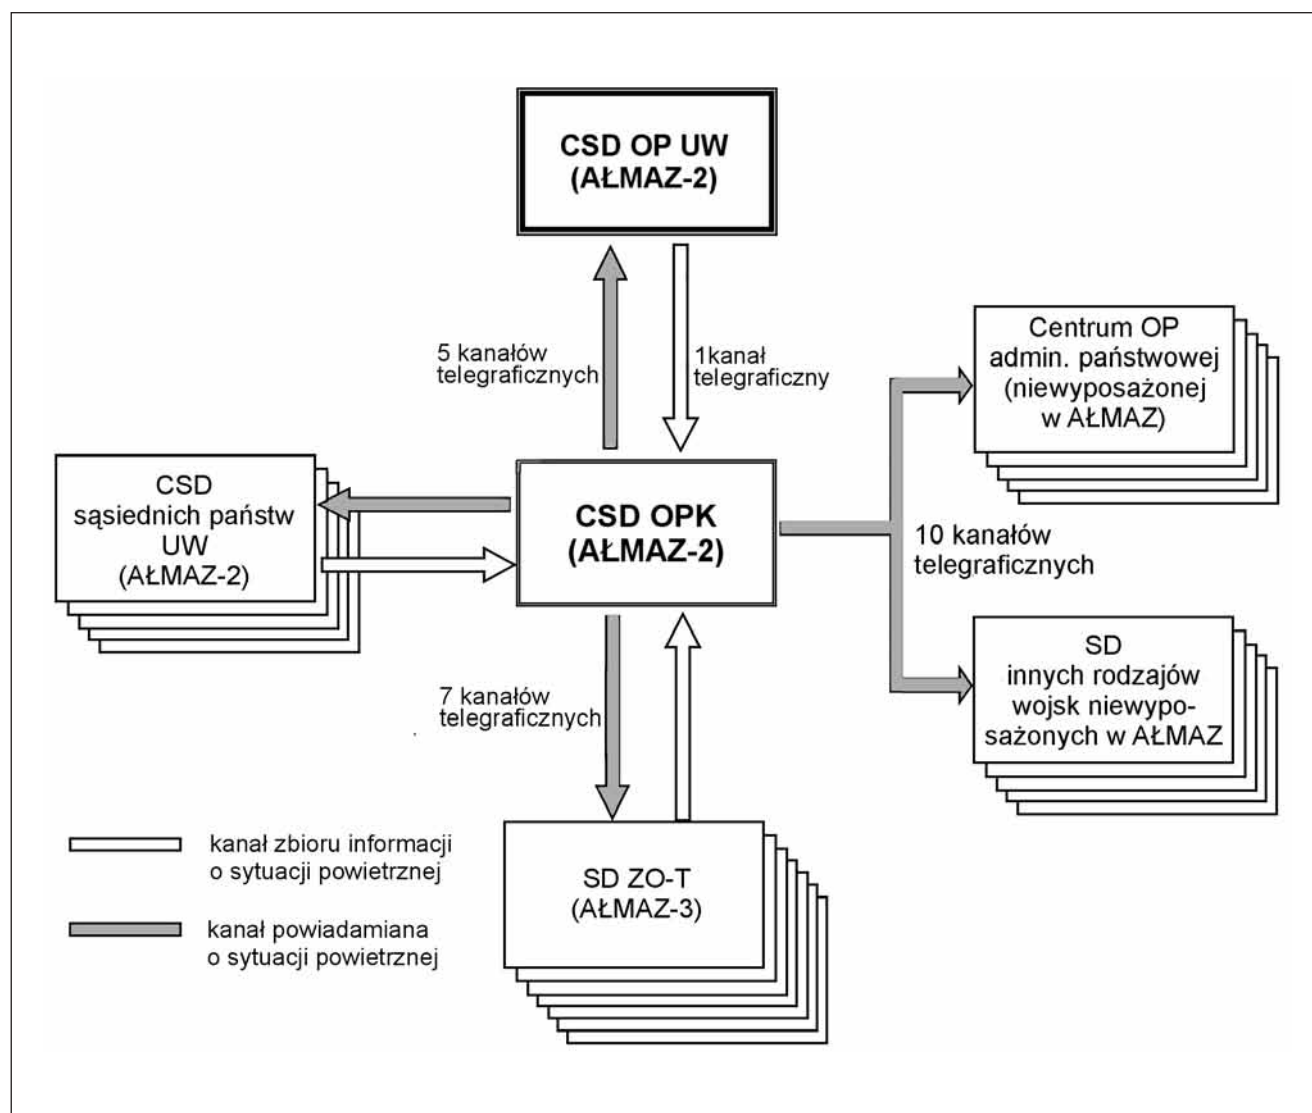 CSD OP UW
(AŁMAZ-2)
5 kanałów
telegraficznych
1kanał
telegraficzny
Centrum OP
admin. państwowej
(niewyposażonej
w AŁMAZ)
CSD
sąsiednich państw
UW
(AŁMAZ-2)
CSD OPK
(AŁMAZ-2)
10 kanałów
telegraficznych
SD
innych rodzajów
wojsk niewypo-
sażonych w AŁMAZ
7 kanałów
telegraficznych
SD ZO-T
(AŁMAZ-3)
kanał zbioru informacji
o sytuacji powietrznej
kanał powiadamiana
o sytuacji powietrznej